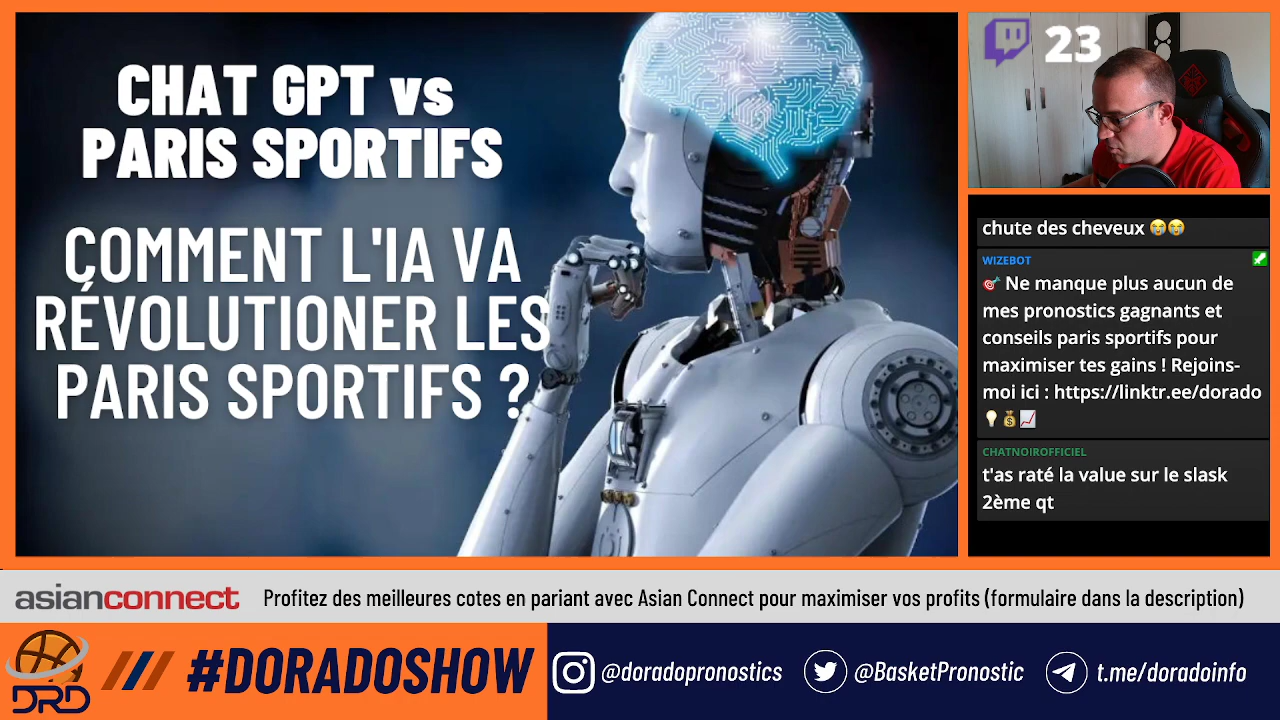 CHAT GPT vs
PARIS SPORTIFS
COMMENT L'IA VA
RÉVOLUTIONER LES
PARIS SPORTIFS ?
23
chute des cheveux 😭😭
WIZEBOT
🎯 Ne manque plus aucun de
mes pronostics gagnants et
conseils paris sportifs pour
maximiser tes gains ! Rejoins-
moi ici : https://linktr.ee/dorado
💡💰📈
CHATNOIROFFICIEL
t'as raté la value sur le slask
2ème qt
asianconnect
Profitez des meilleures cotes en pariant avec Asian Connect pour maximiser vos profits (formulaire dans la description)
DRD
/// #DORADOSHOW
@doradopronostics
@BasketPronostic
t.me/doradoinfo